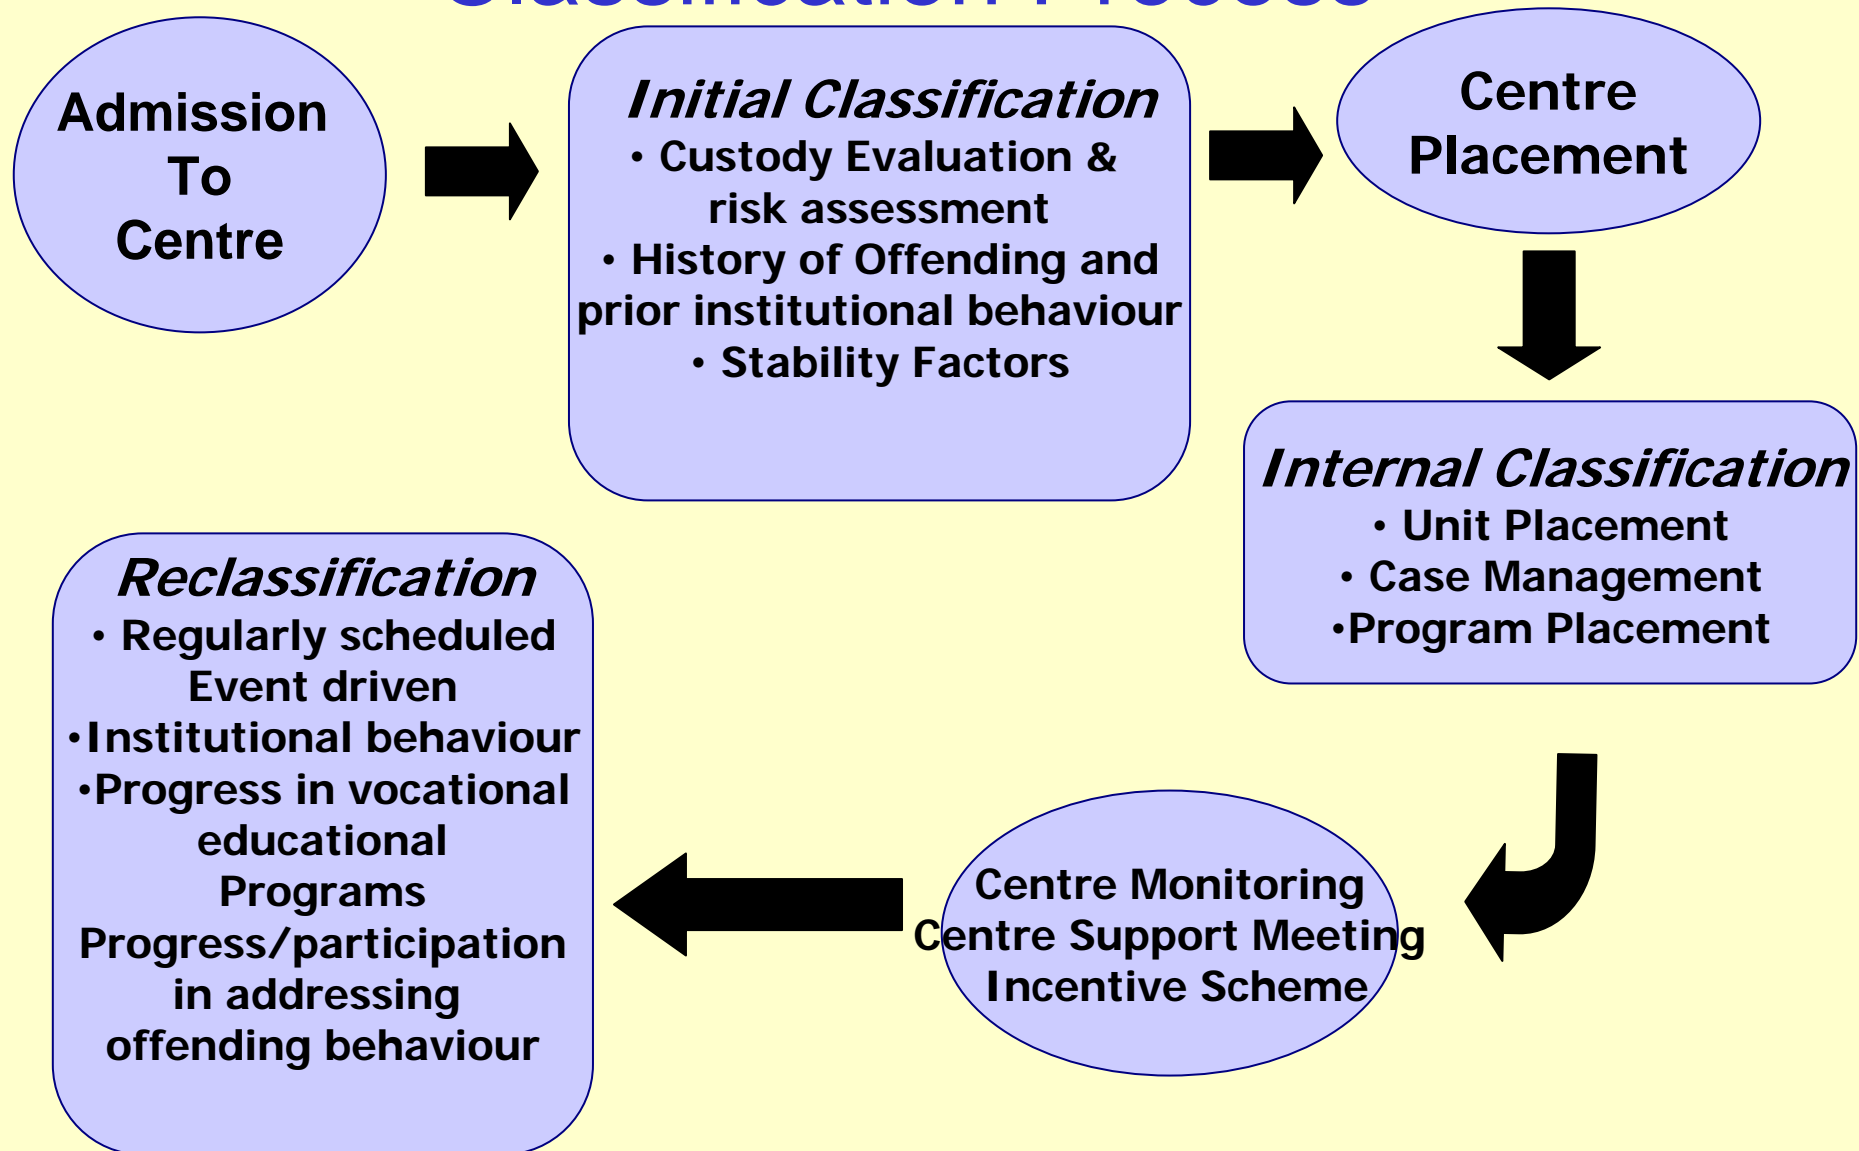 Classification Process
Admission
To
Centre
Initial Classification
• Custody Evaluation &
risk assessment
• History of Offending and
prior institutional behaviour
• Stability Factors
Centre
Placement
Internal Classification
• Unit Placement
• Case Management
•Program Placement
Centre Monitoring
Centre Support Meeting
Incentive Scheme
Reclassification
• Regularly scheduled
Event driven
•Institutional behaviour
•Progress in vocational
educational
Programs
Progress/participation
in addressing
offending behaviour